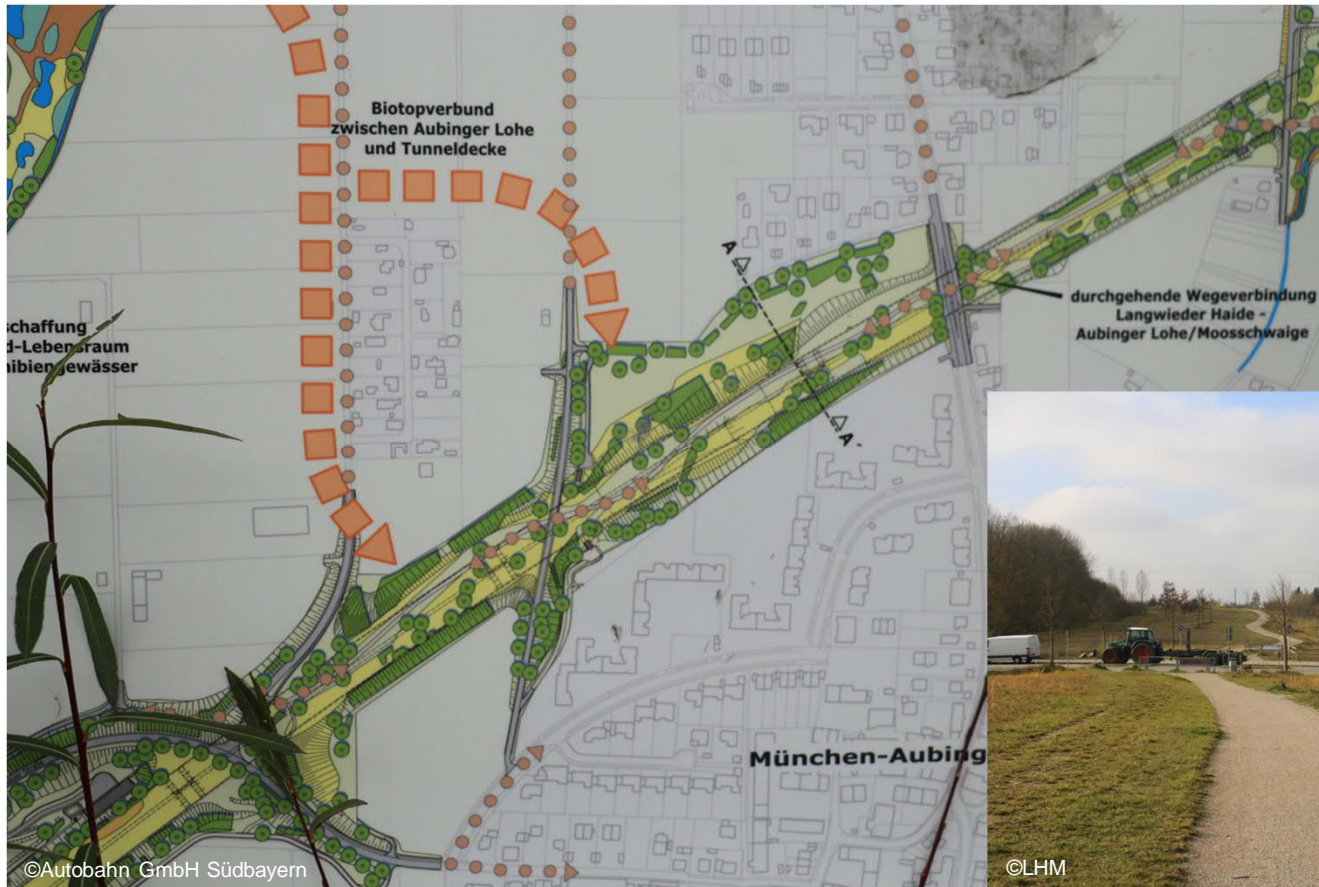 Biotopverbund
zwischen Aubinger Lohe
und Tunneldecke
A
durchgehende Wegeverbindung
Langwieder Haide -
Aubinger Lohe/Moosschwaige
schaffung
d-Lebensraum
nibiengewässer
A'
München-Aubing
©Autobahn GmbH Südbayern
©LHM